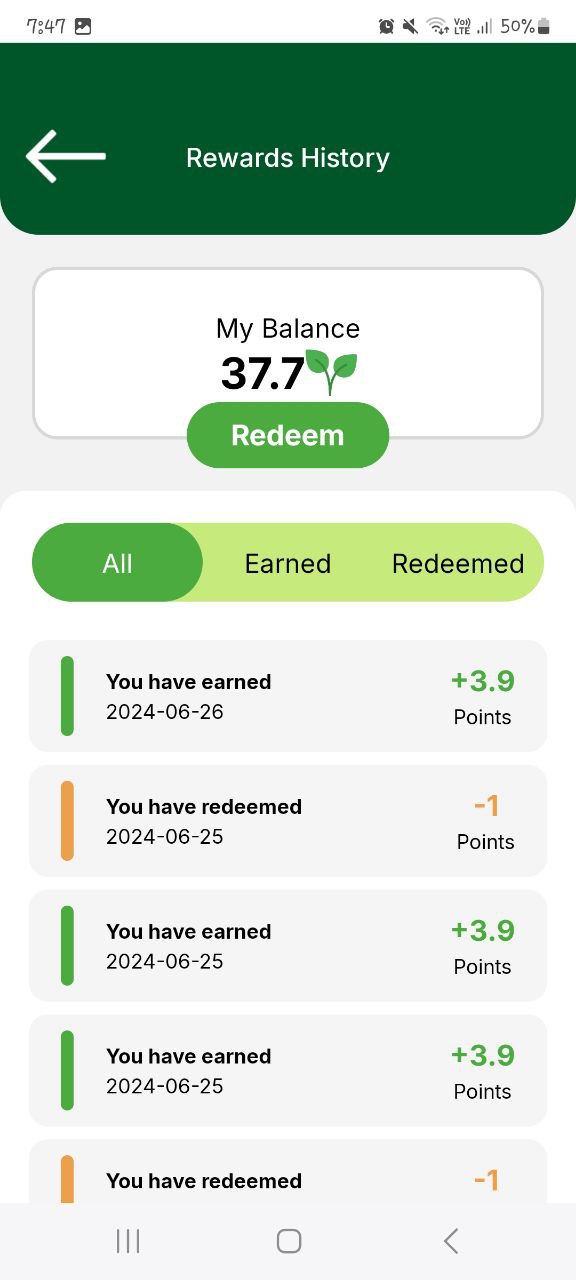 7:47 50%
Vo)) LTE
Rewards History
My Balance
37.7
Redeem
All Earned Redeemed
You have earned +3.9
2024-06-26 Points
You have redeemed -1
2024-06-25 Points
You have earned +3.9
2024-06-25 Points
You have earned +3.9
2024-06-25 Points
You have redeemed -1